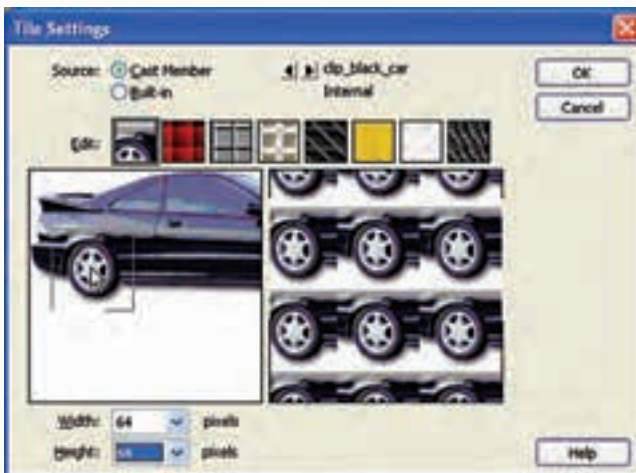 Tile Settings
Source: Cast Member
clip_black_car
OK
Built-in
Internal
Cancel
Edit:
Width: 64 pixels
Height: pixels
Help